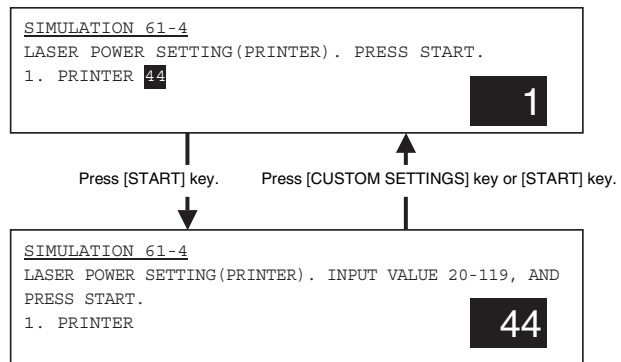 SIMULATION 61-4
LASER POWER SETTING(PRINTER). PRESS START.
1. PRINTER 44
1
Press [START] key.
Press [CUSTOM SETTINGS] key or [START] key.
SIMULATION 61-4
LASER POWER SETTING(PRINTER). INPUT VALUE 20-119, AND
PRESS START.
1. PRINTER
44